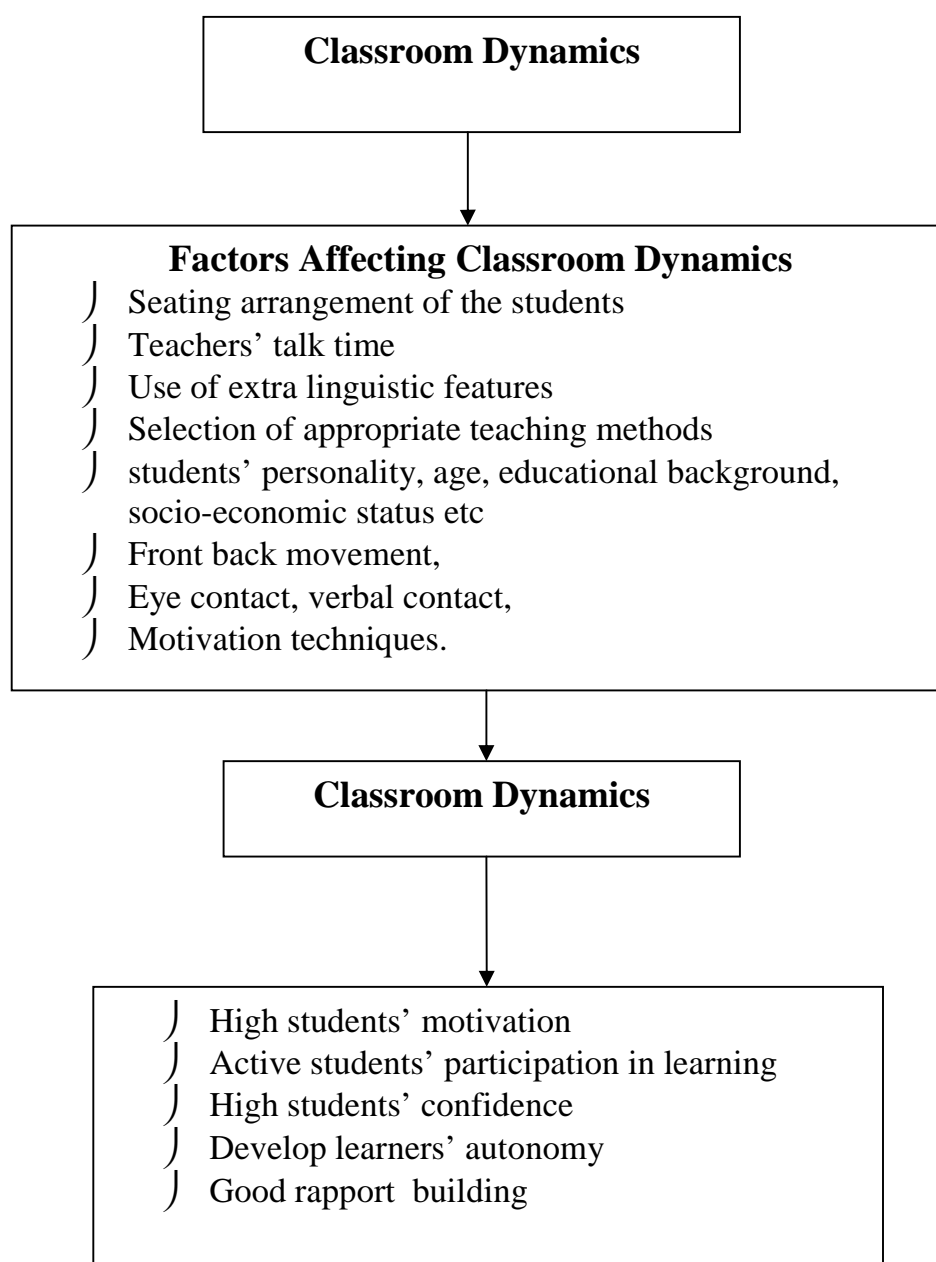 Classroom Dynamics
Factors Affecting Classroom Dynamics
⎠ Seating arrangement of the students
⎠ Teachers’ talk time
⎠ Use of extra linguistic features
⎠ Selection of appropriate teaching methods
⎠ students’ personality, age, educational background,
socio-economic status etc
⎠ Front back movement,
⎠ Eye contact, verbal contact,
⎠ Motivation techniques.
Classroom Dynamics
⎠ High students’ motivation
⎠ Active students’ participation in learning
⎠ High students’ confidence
⎠ Develop learners’ autonomy
⎠ Good rapport building